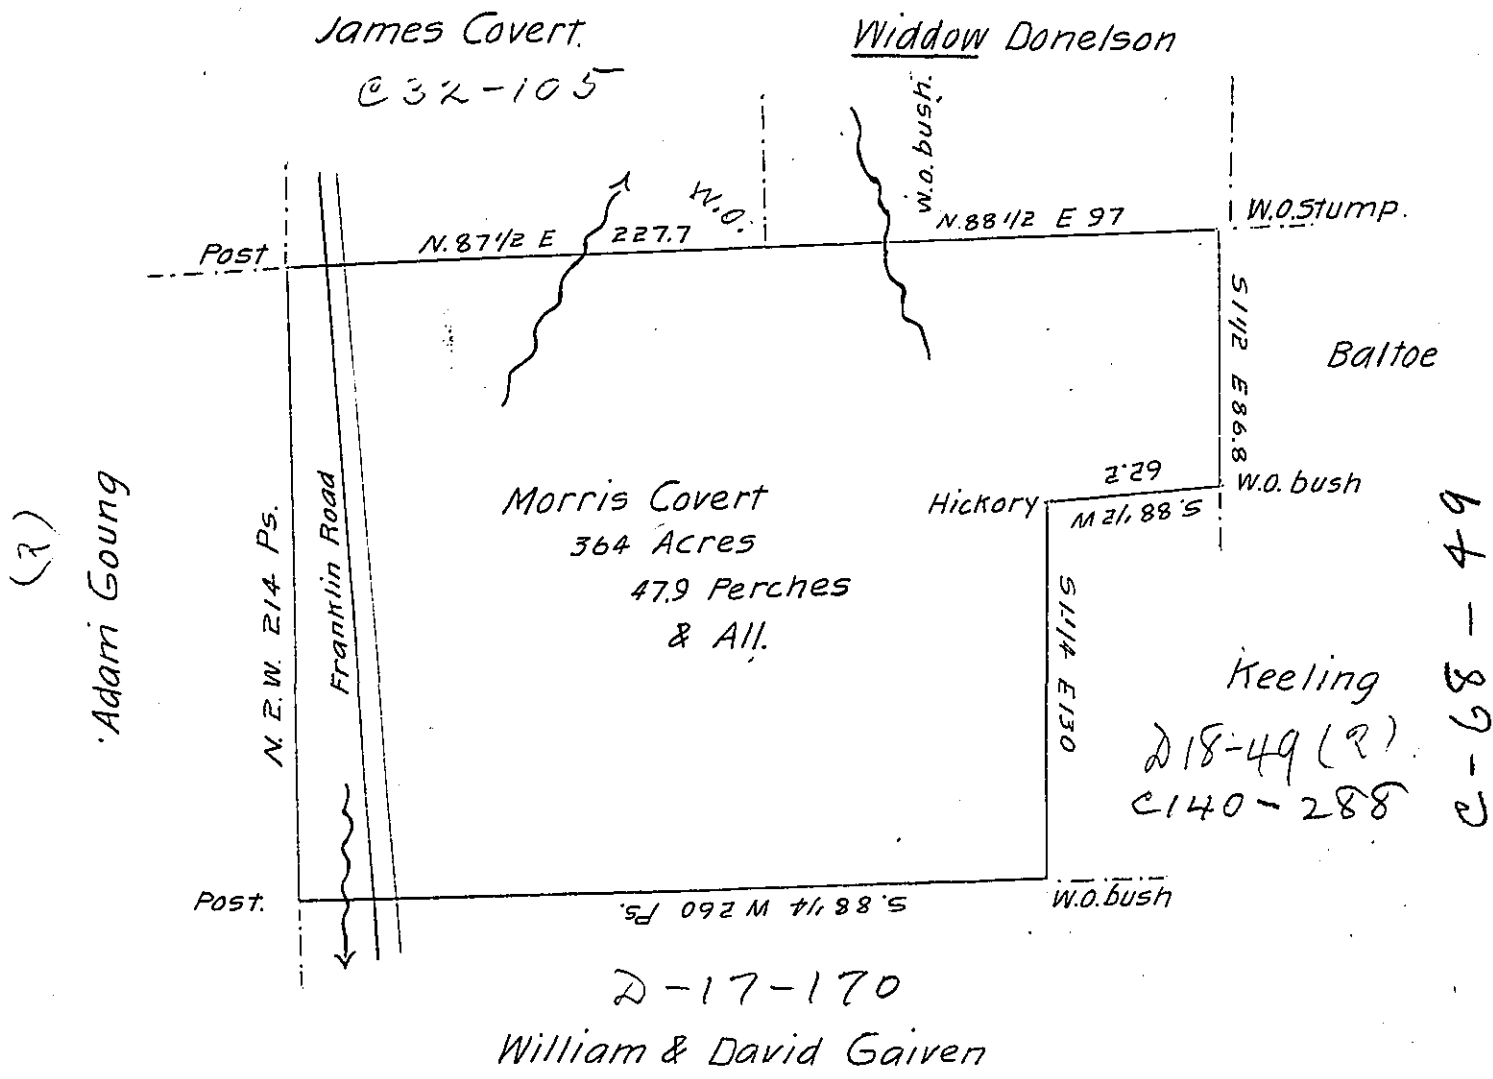 James Covert.
C32-105
Widdow Donelson
W.O. bush.
W.O.
N.87 1/2 E 227.7
N.88 1/2 E 97
W.O. Stump.
Post
S 1 1/2 E 86.8
Baltoe
62.2
S. 88 1/2 W
W.O. bush
Hickory
Morris Covert
364 Acres
47.9 Perches
& All.
(?)
Adam Goung
N. 2. W. 214 Ps.
Franklin Road
S 1 1/4 E 130
Keeling
D18-49 (?)
C140-288
C-89-49
Post.
S. 88 1/4 W 260 Ps.
W.O. bush
D-17-170
William & David Gaiven